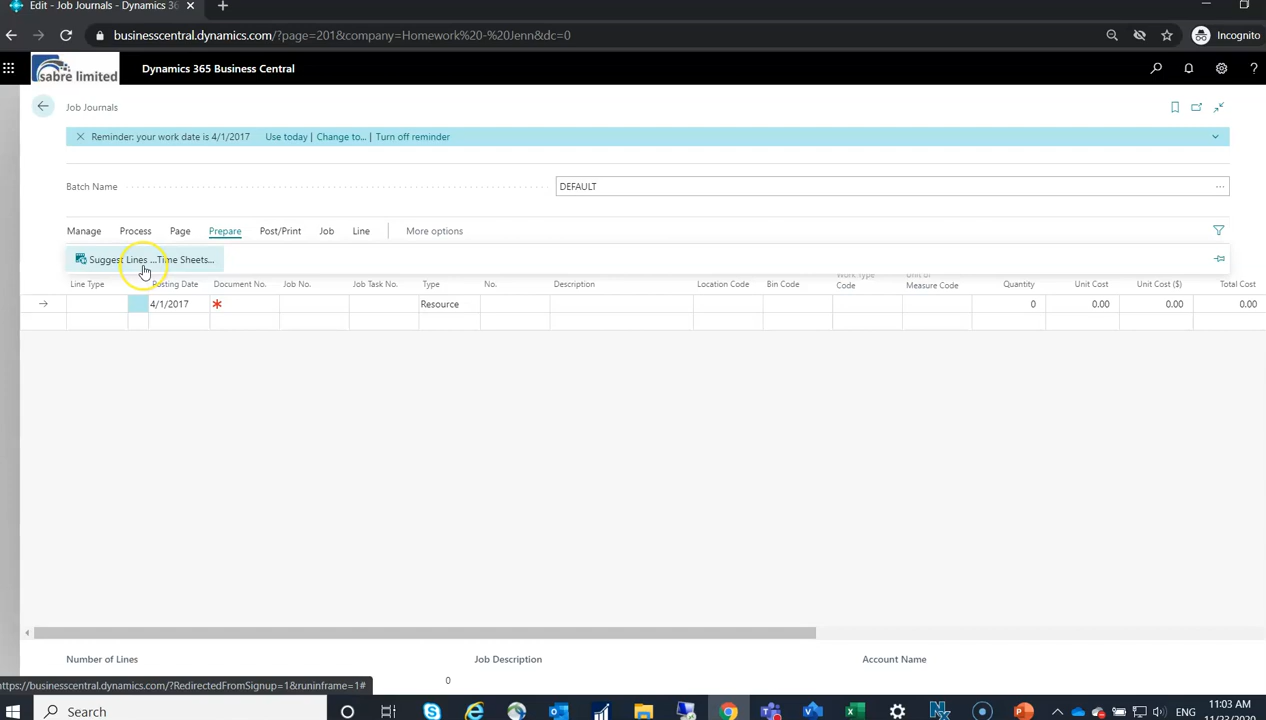 Edit - Job Journals - Dynamics 36
businesscentral.dynamics.com/?page=201&company=Homework%20-%20Jenn&dc=0
Incognito
sabre limited
Dynamics 365 Business Central
?
Job Journals
Reminder: your work date is 4/1/2017 Use today | Change to... | Turn off reminder
Batch Name
DEFAULT
...
Manage Process Page Prepare Post/Print Job Line More options
Suggest Lines ...Time Sheets...
Line Type Posting Date Document No. Job No. Job Task No. Type No. Description Location Code Bin Code Work Type Code Unit of Measure Code Quantity Unit Cost Unit Cost ($) Total Cost
4/1/2017 * Resource 0 0.00 0.00 0.00
Number of Lines Job Description Account Name
0
https://businesscentral.dynamics.com/?RedirectedFromSignup=1&runinframe=1#
Search
ENG
11:03 AM